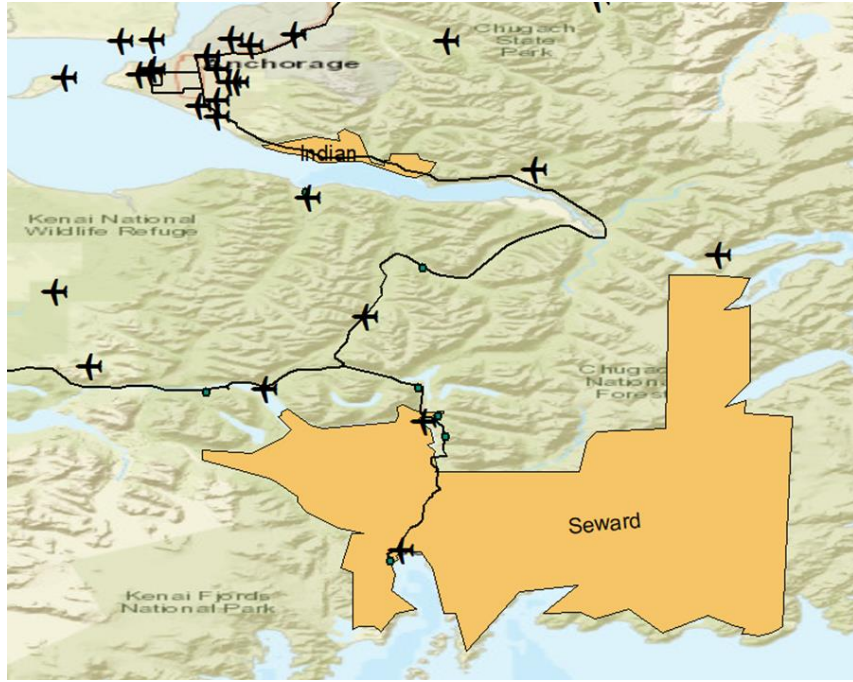 Chugach
State
Park
Anchorage
Indian
Kenai National
Wildlife Refuge
Chugach
National
Forest
Seward
Kenai Fjords
National Park